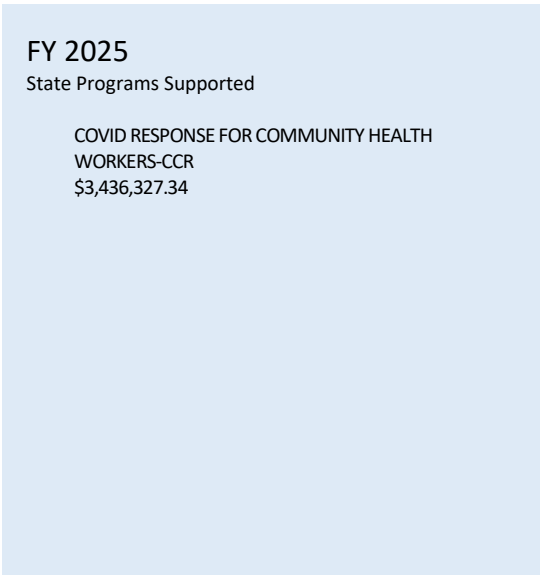 FY 2025
State Programs Supported
COVID RESPONSE FOR COMMUNITY HEALTH
WORKERS-CCR
$3,436,327.34